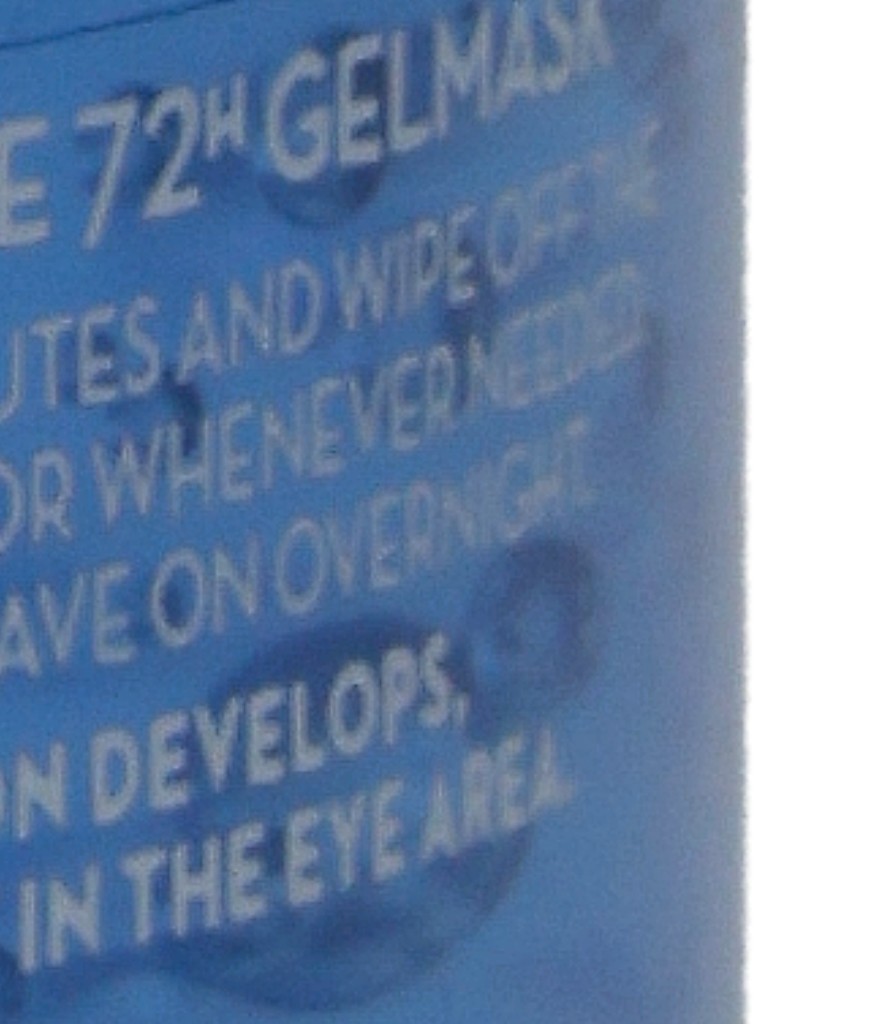 E 72H GELMASK
UTES AND WIPE OFF THE
OR WHENEVER NEEDED.
AVE ON OVERNIGHT.
ON DEVELOPS,
IN THE EYE AREA.